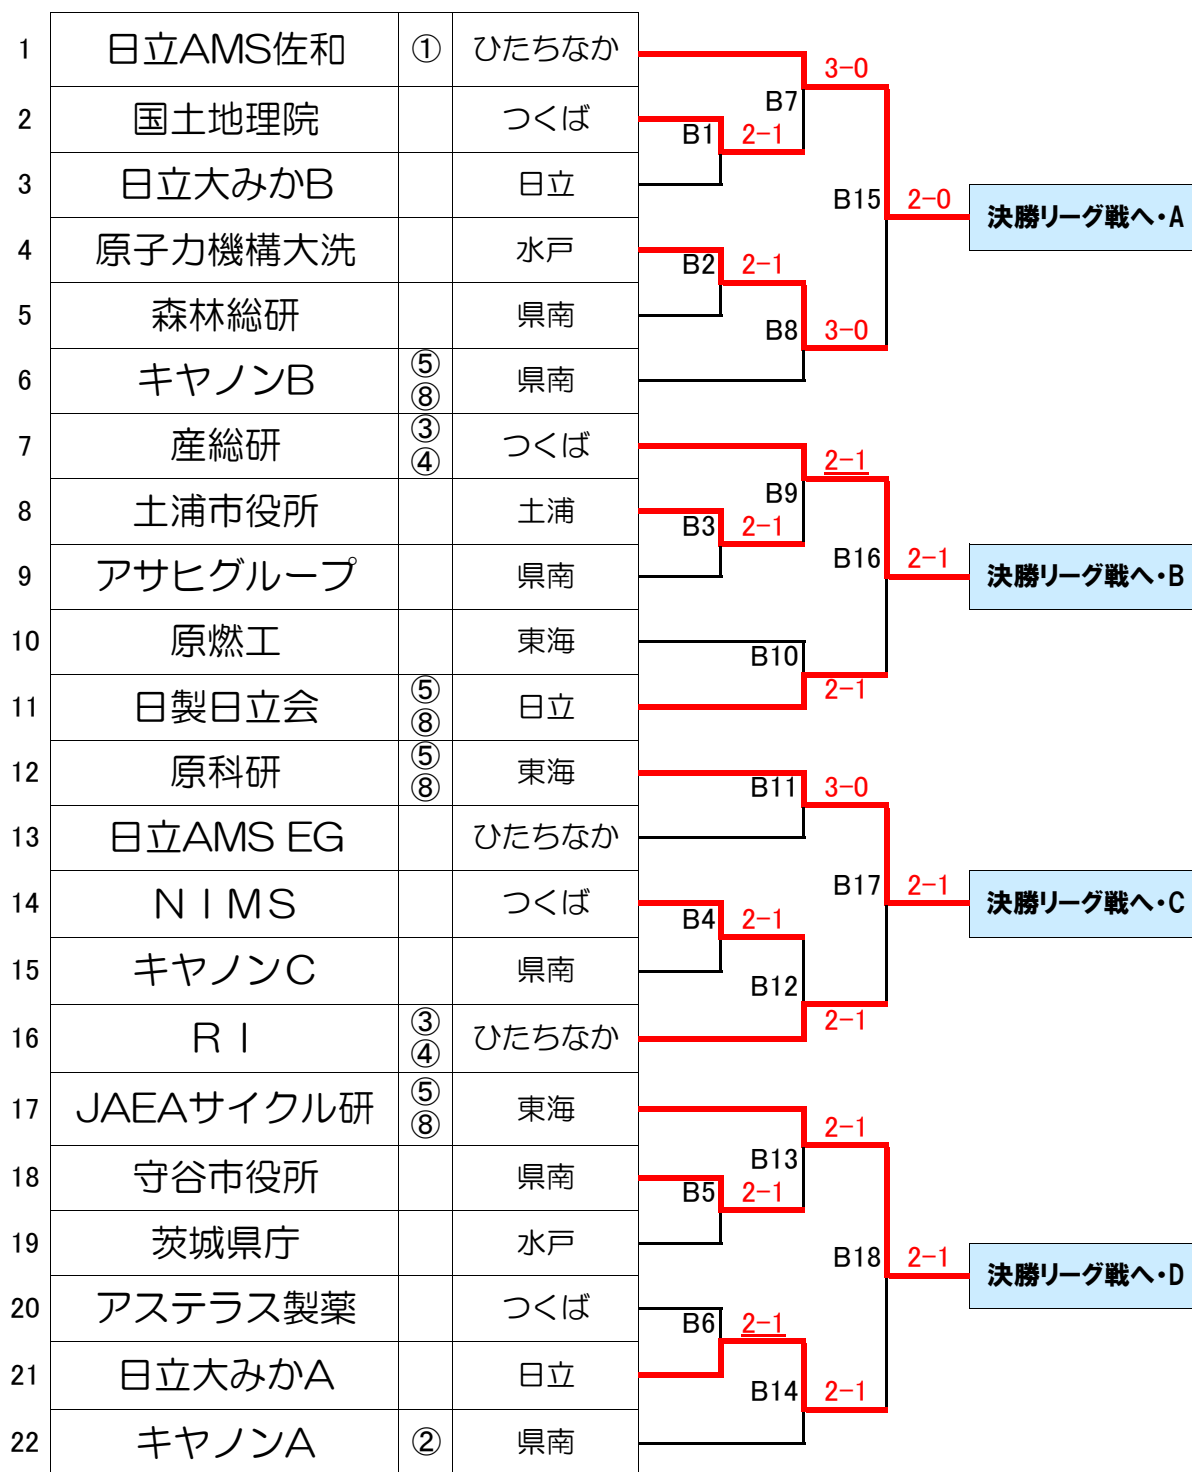 1 日立AMS佐和 ① ひたちなか
3-0
B7
2 国土地理院 つくば
B1 2-1
3 日立大みかB 日立
B15 2-0 決勝リーグ戦へ・A
4 原子力機構大洗 水戸
B2 2-1
5 森林総研 県南
B8 3-0
6 キヤノンB ⑤⑧ 県南
7 産総研 ③④ つくば
2-1
B9
8 土浦市役所 土浦
B3 2-1
B16 2-1 決勝リーグ戦へ・B
9 アサヒグループ 県南
10 原燃工 東海
B10
2-1
11 日製日立会 ⑤⑧ 日立
12 原科研 ⑤⑧ 東海
B11 3-0
13 日立AMS EG ひたちなか
B17 2-1 決勝リーグ戦へ・C
14 NIMS つくば
B4 2-1
15 キヤノンC 県南
B12
2-1
16 RI ③④ ひたちなか
17 JAEAサイクル研 ⑤⑧ 東海
2-1
B13
18 守谷市役所 県南
B5 2-1
19 茨城県庁 水戸
B18 2-1 決勝リーグ戦へ・D
20 アステラス製薬 つくば
B6 2-1
21 日立大みかA 日立
B14 2-1
22 キヤノンA ② 県南